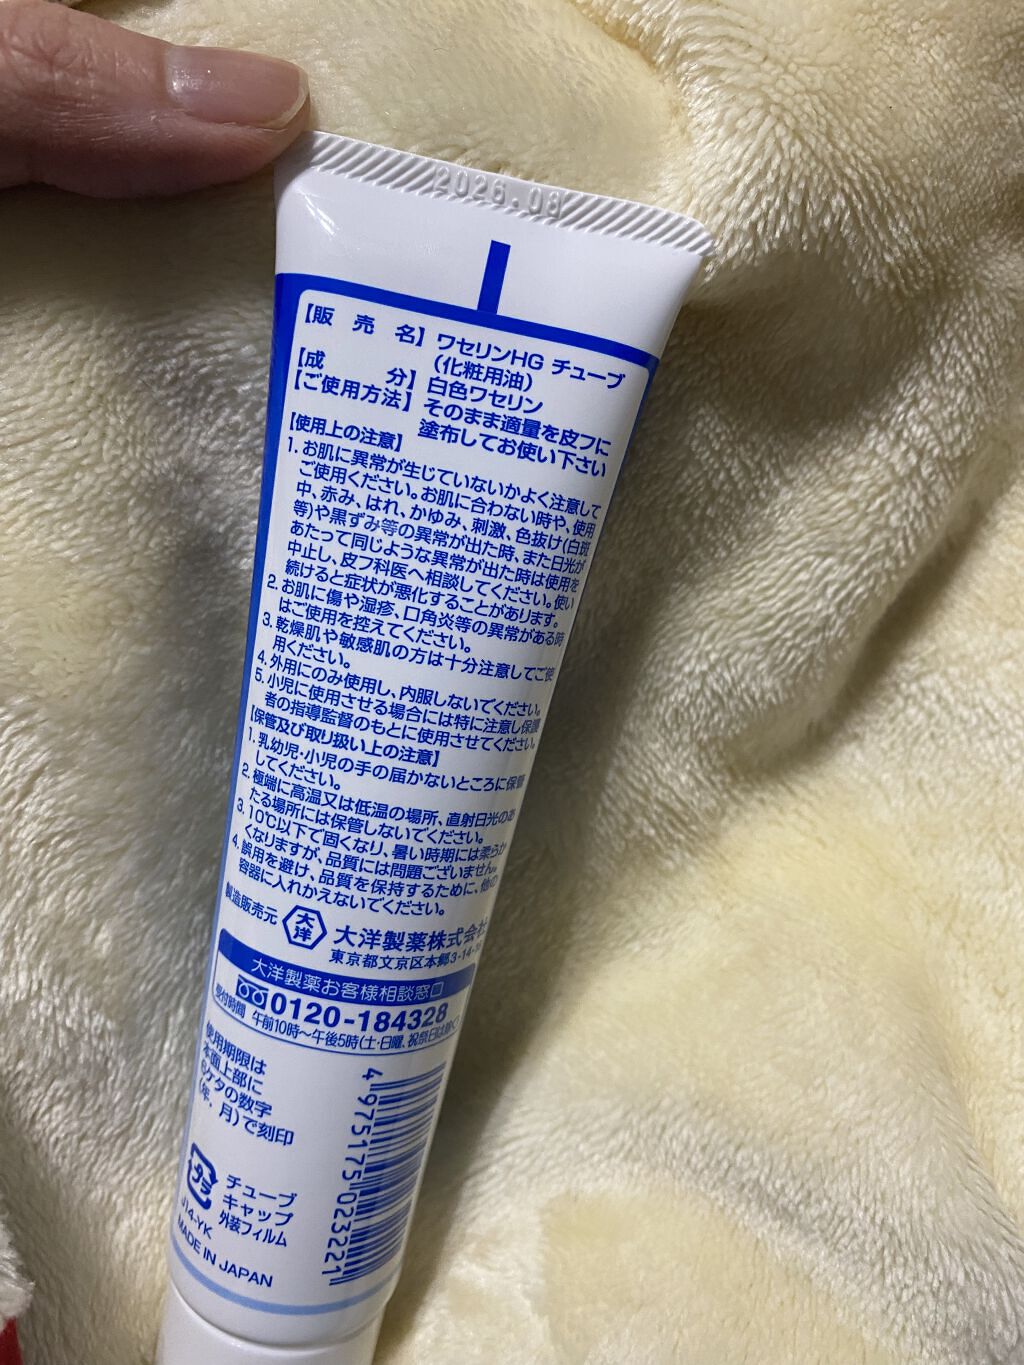 2026.08
【販売名】ワセリンHG チューブ
(化粧用油)
【成分】白色ワセリン
【ご使用方法】そのまま適量を皮フに
塗布してお使い下さい
【使用上の注意】
1. お肌に異常が生じていないかよく注意して
ご使用ください。お肌に合わない時や、使用
中、赤み、はれ、かゆみ、刺激、色抜け(白斑
等)や黒ずみ等の異常が出た時、また日光が
あたって同じような異常が出た時は使用を
中止し、皮フ科医へ相談してください。使い
続けると症状が悪化することがあります。
2. お肌に傷や湿疹、口角炎等の異常がある時
はご使用を控えてください。
3. 乾燥肌や敏感肌の方は十分注意してご使
用ください。
4. 外用にのみ使用し、内服しないでください。
5. 小児に使用させる場合には特に注意し保護
者の指導監督のもとに使用させてください。
【保管及び取り扱い上の注意】
1. 乳幼児・小児の手の届かないところに保管
してください。
2. 極端に高温又は低温の場所、直射日光のあ
たる場所には保管しないでください。
3. 10℃以下で固くなり、暑い時期には柔らか
くなりますが、品質には問題ございません。
4. 誤用を避け、品質を保持するために、他の
容器に入れかえないでください。
製造販売元 大洋 大洋製薬株式会社
東京都文京区本郷3-14-
大洋製薬お客様相談窓口
0120-184328
受付時間 午前10時～午後5時(土・日曜、祝祭日は除く)
使用期限は
本面上部に
6ケタの数字
(年・月)で刻印
4 975175 023221
プラ
チューブ
キャップ
外装フィルム
J14-YK
MADE IN JAPAN